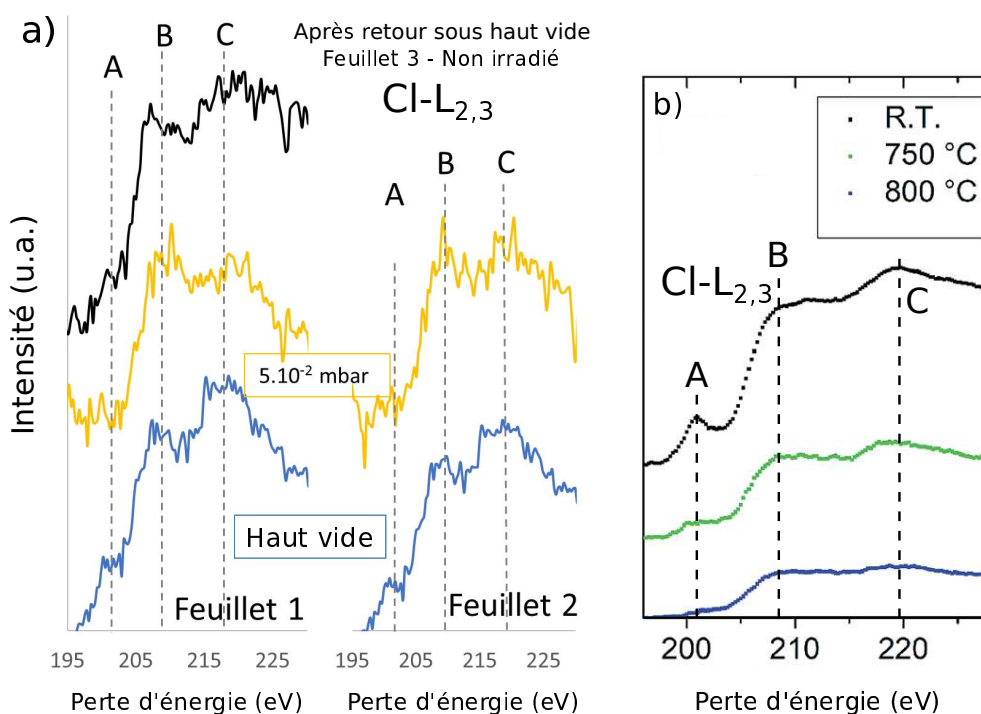 a)
Après retour sous haut vide
Feuillet 3 - Non irradié
Cl-L2,3
A
B
C
A
B
C
Intensité (u.a.)
5.10-2 mbar
Haut vide
Feuillet 1
Feuillet 2
195 205 215 225
195 205 215 225
Perte d'énergie (eV)
Perte d'énergie (eV)
b)
R.T.
750 °C
800 °C
Cl-L2,3
A
B
C
200 210 220
Perte d'énergie (eV)